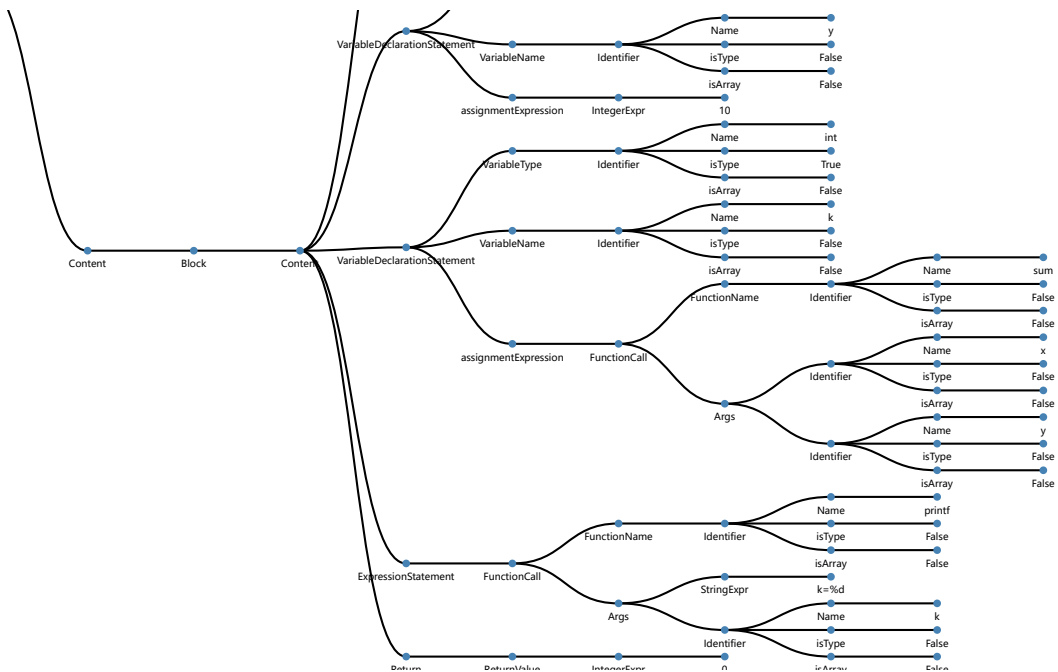 Name y
VariableDeclarationStatement VariableName Identifier isType False
isArray False
assignmentExpression IntegerExpr 10
Name int
VariableType Identifier isType True
isArray False
Name k
VariableName Identifier isType False
Content Block Content VariableDeclarationStatement isArray False Name sum
FunctionName Identifier isType False
isArray False
assignmentExpression FunctionCall Name x
Identifier isType False
isArray False
Args Name y
Identifier isType False
isArray False
Name printf
FunctionName Identifier isType False
isArray False
ExpressionStatement FunctionCall StringExpr k=%d
Args Name k
Identifier isType False
Return ReturnValue IntegerExpr 0 isArray False